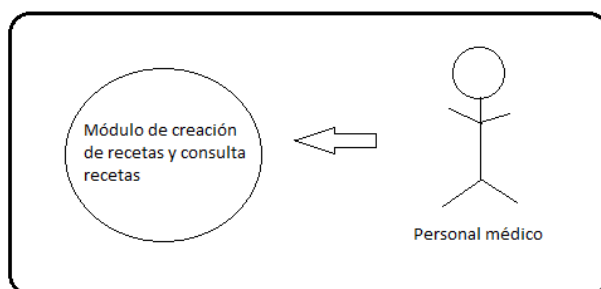 Módulo de creación
de recetas y consulta
recetas
Personal médico